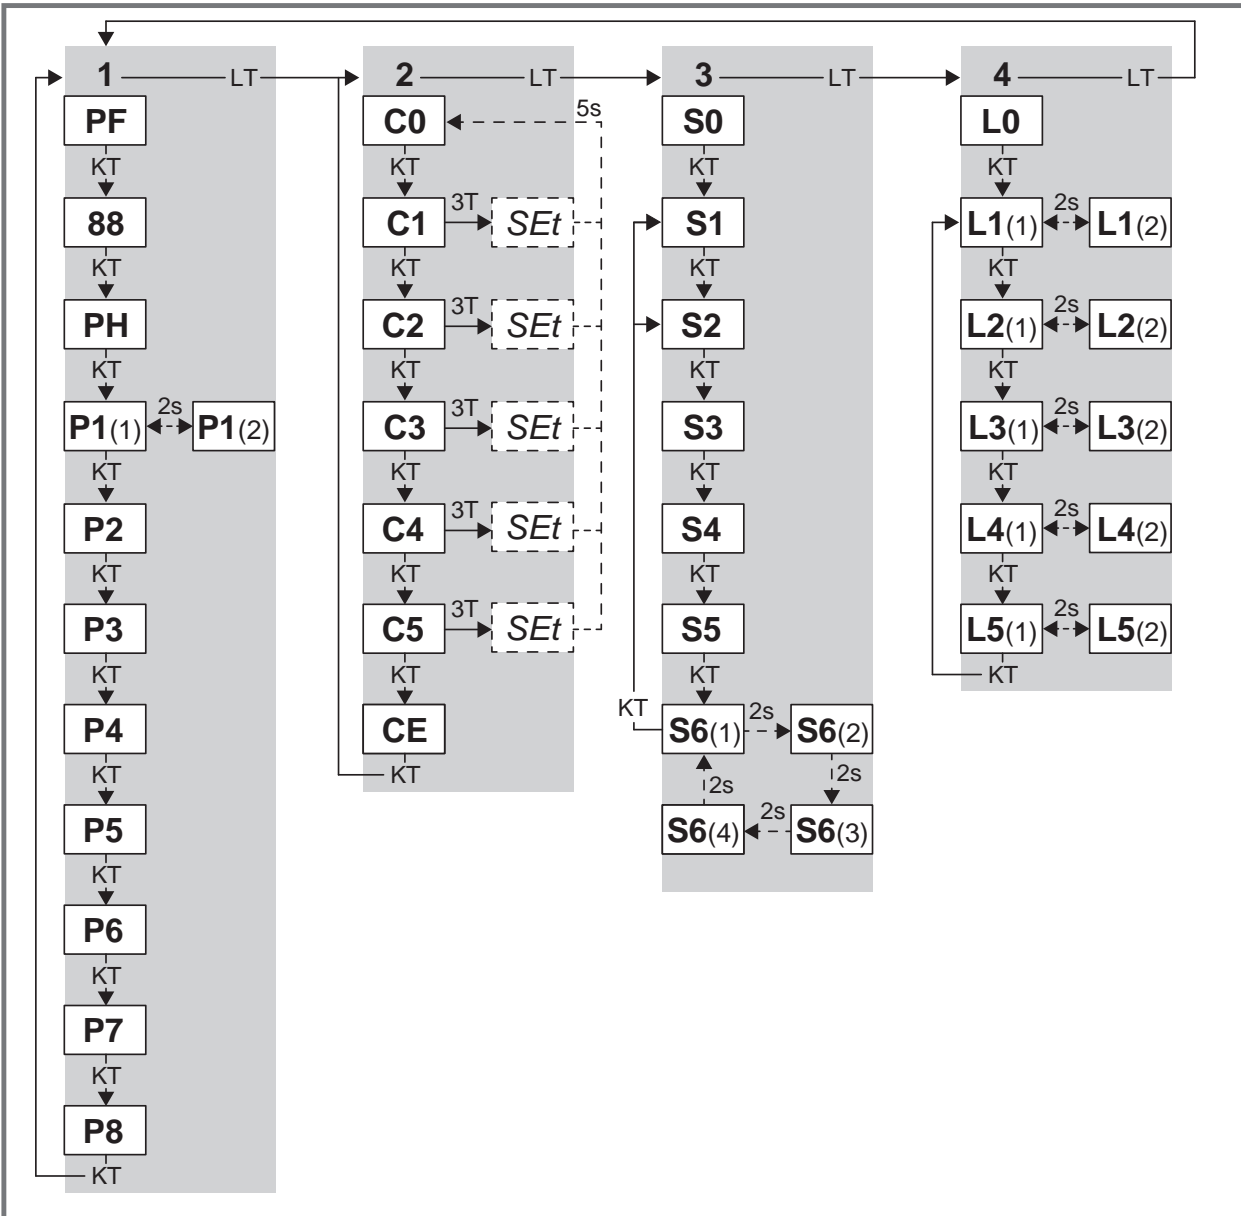 1 LT 2 LT 3 LT 4 LT
PF C0 5s S0 L0
KT KT KT KT
88 C1 3T SEt S1 L1(1) 2s L1(2)
KT KT KT KT
PH C2 3T SEt S2 L2(1) 2s L2(2)
KT KT KT KT
P1(1) 2s P1(2) C3 3T SEt S3 L3(1) 2s L3(2)
KT KT KT KT
P2 C4 3T SEt S4 L4(1) 2s L4(2)
KT KT KT KT
P3 C5 3T SEt S5 L5(1) 2s L5(2)
KT KT KT KT
P4 CE KT S6(1) 2s S6(2)
KT KT 2s 2s
P5 S6(4) 2s S6(3)
KT
P6
KT
P7
KT
P8
KT